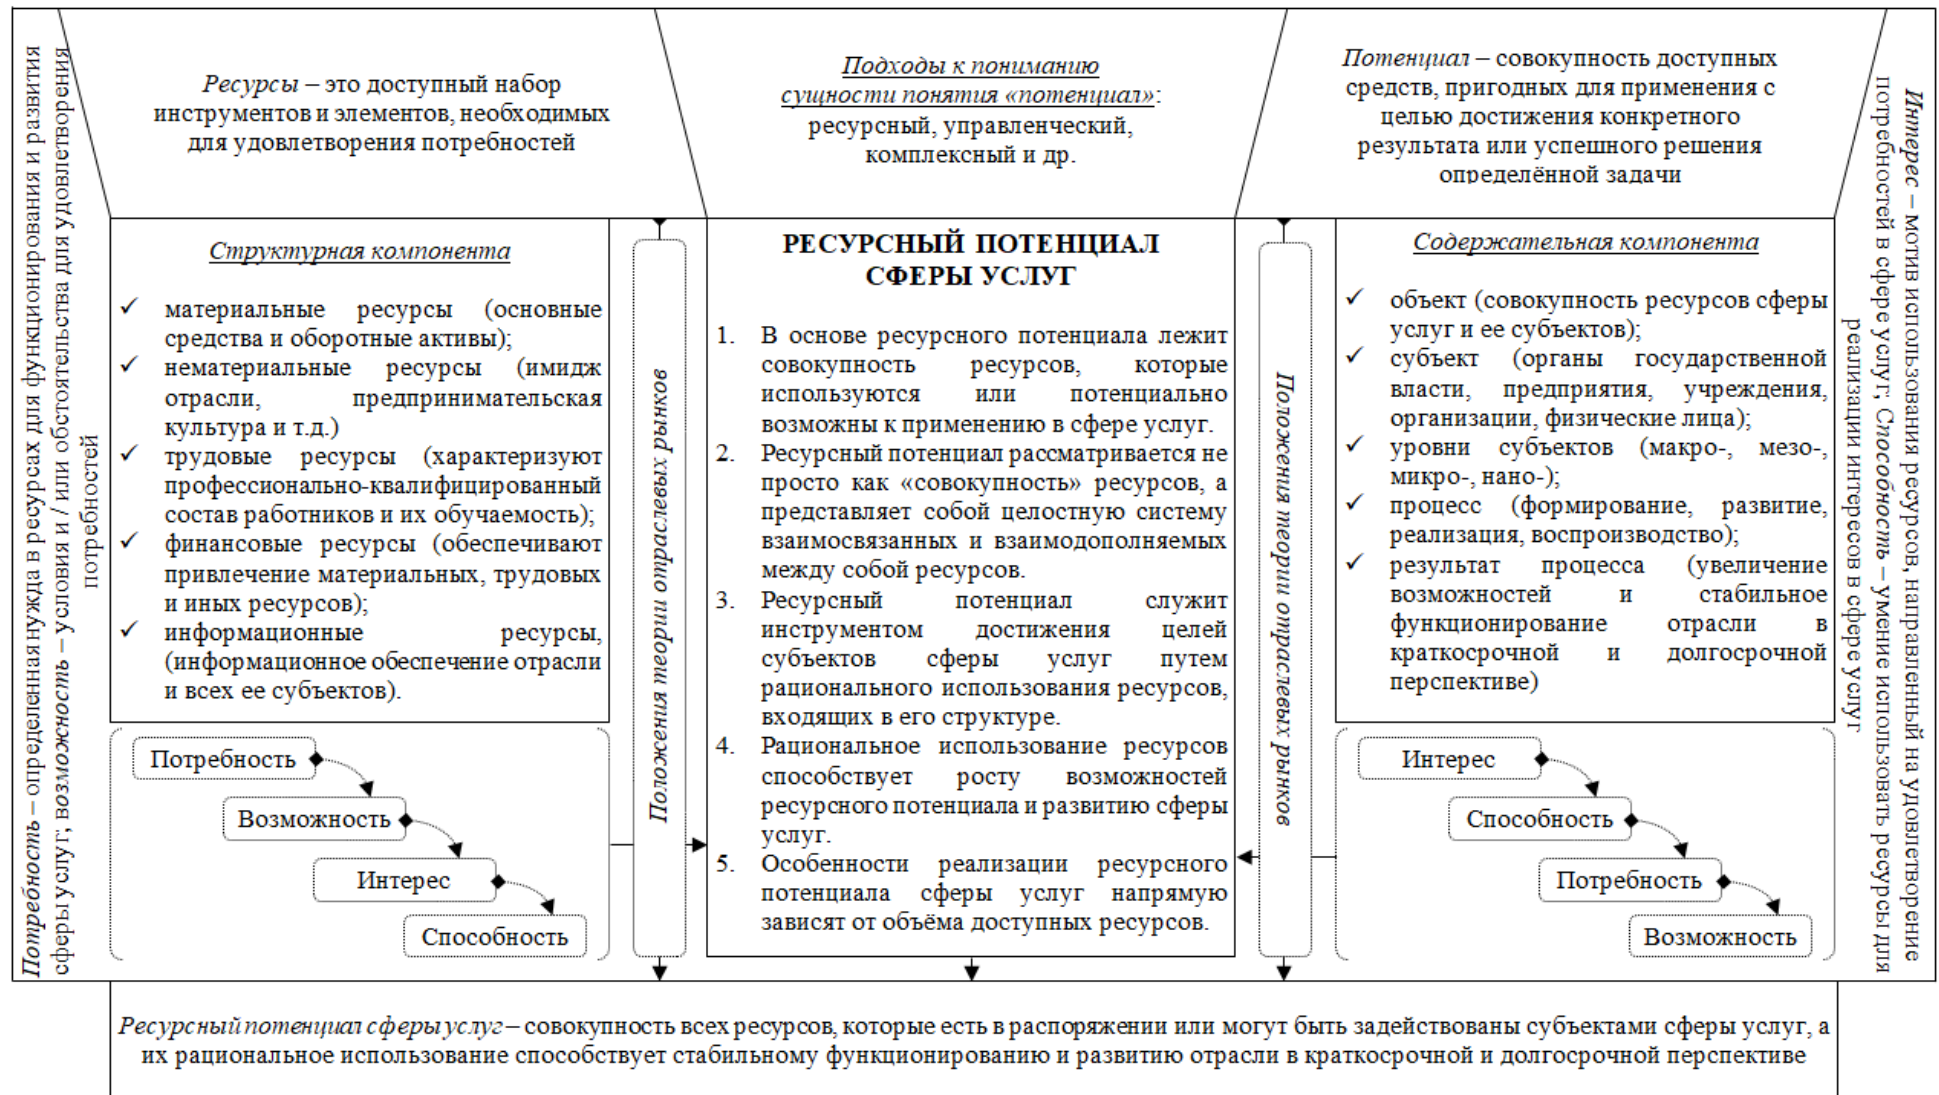 Ресурсы – это доступный набор
инструментов и элементов, необходимых
для удовлетворения потребностей
Подходы к пониманию
сущности понятия «потенциал»:
ресурсный, управленческий,
комплексный и др.
Потенциал – совокупность доступных
средств, пригодных для применения с
целью достижения конкретного
результата или успешного решения
определённой задачи
Потребность – определенная нужда в ресурсах для функционирования и развития
сферы услуг; возможность – условия и / или обстоятельства для удовлетворения
потребностей
Структурная компонента
✓ материальные ресурсы (основные
средства и оборотные активы);
✓ нематериальные ресурсы (имидж
отрасли, предпринимательская
культура и т.д.)
✓ трудовые ресурсы (характеризуют
профессионально-квалифицированный
состав работников и их обучаемость);
✓ финансовые ресурсы (обеспечивают
привлечение материальных, трудовых
и иных ресурсов);
✓ информационные ресурсы,
(информационное обеспечение отрасли
и всех ее субъектов).
Потребность
Возможность
Интерес
Способность
Положения теории отраслевых рынков
РЕСУРСНЫЙ ПОТЕНЦИАЛ
СФЕРЫ УСЛУГ
1. В основе ресурсного потенциала лежит
совокупность ресурсов, которые
используются или потенциально
возможны к применению в сфере услуг.
2. Ресурсный потенциал рассматривается не
просто как «совокупность» ресурсов, а
представляет собой целостную систему
взаимосвязанных и взаимодополняемых
между собой ресурсов.
3. Ресурсный потенциал служит
инструментом достижения целей
субъектов сферы услуг путем
рационального использования ресурсов,
входящих в его структуре.
4. Рациональное использование ресурсов
способствует росту возможностей
ресурсного потенциала и развитию сферы
услуг.
5. Особенности реализации ресурсного
потенциала сферы услуг напрямую
зависят от объёма доступных ресурсов.
Положения теории отраслевых рынков
Содержательная компонента
✓ объект (совокупность ресурсов сферы
услуг и ее субъектов);
✓ субъект (органы государственной
власти, предприятия, учреждения,
организации, физические лица);
✓ уровни субъектов (макро-, мезо-,
микро-, нано-);
✓ процесс (формирование, развитие,
реализация, воспроизводство);
✓ результат процесса (увеличение
возможностей и стабильное
функционирование отрасли в
краткосрочной и долгосрочной
перспективе)
Интерес
Способность
Потребность
Возможность
Интерес – мотив использования ресурсов, направленный на удовлетворение
потребностей в сфере услуг; Способность – умение использовать ресурсы для
реализации интересов в сфере услуг
Ресурсный потенциал сферы услуг – совокупность всех ресурсов, которые есть в распоряжении или могут быть задействованы субъектами сферы услуг, а
их рациональное использование способствует стабильному функционированию и развитию отрасли в краткосрочной и долгосрочной перспективе